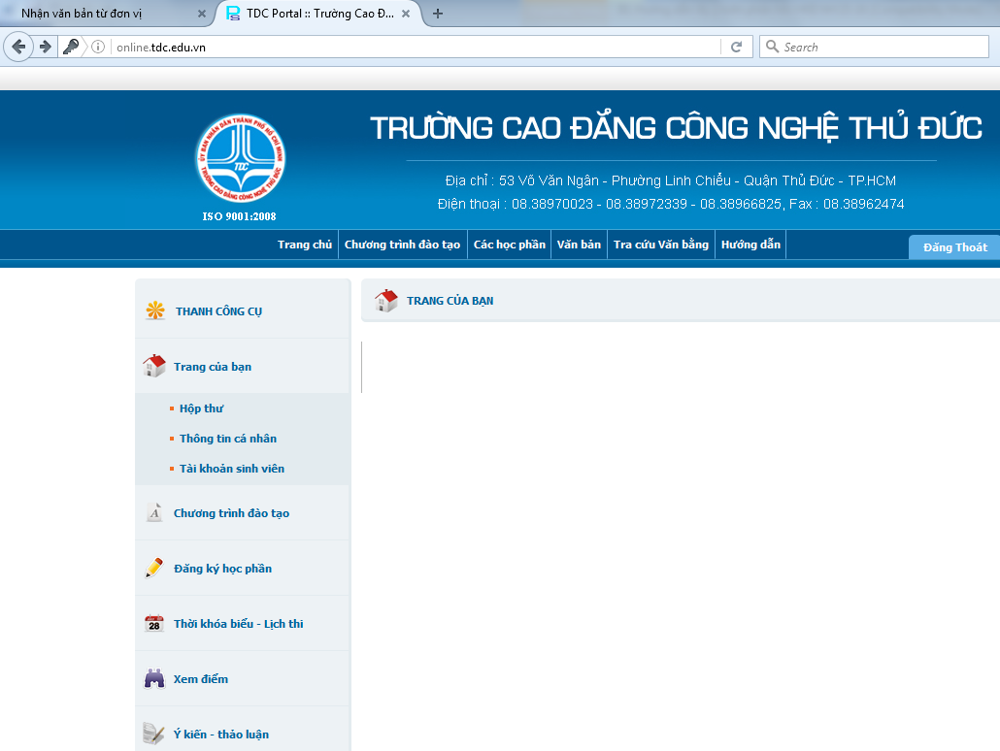 Nhận văn bản từ đơn vị
TDC Portal :: Trường Cao Đ...
online.tdc.edu.vn
Search
ỦY BAN NHÂN DÂN THÀNH PHỐ HỒ CHÍ MINH
TDC
TRƯỜNG CAO ĐẲNG CÔNG NGHỆ THỦ ĐỨC
ISO 9001:2008
TRƯỜNG CAO ĐẲNG CÔNG NGHỆ THỦ ĐỨC
Địa chỉ : 53 Võ Văn Ngân - Phường Linh Chiểu - Quận Thủ Đức - TP.HCM
Điện thoại : 08.38970023 - 08.38972339 - 08.38966825, Fax : 08.38962474
Trang chủ
Chương trình đào tạo
Các học phần
Văn bản
Tra cứu Văn bằng
Hướng dẫn
Đăng Thoát
THANH CÔNG CỤ
TRANG CỦA BẠN
Trang của bạn
Hộp thư
Thông tin cá nhân
Tài khoản sinh viên
A
Chương trình đào tạo
Đăng ký học phần
28
Thời khóa biểu - Lịch thi
Xem điểm
Ý kiến - thảo luận